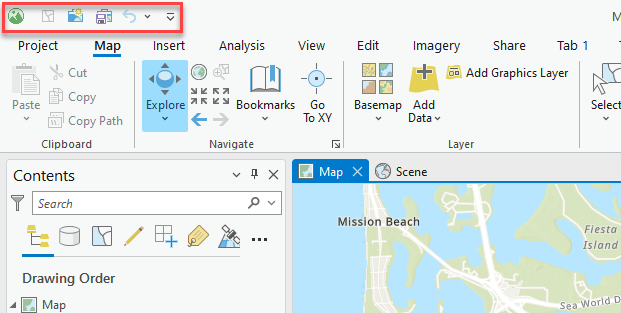 M
Project Map Insert Analysis View Edit Imagery Share Tab 1
Paste Cut Copy Copy Path
Clipboard
Explore Bookmarks Go To XY
Navigate
Basemap Add Data Add Graphics Layer
Layer
Select
Contents
Search
Drawing Order
Map
Map Scene
Mission Beach
Fiesta
Island
Sea World D